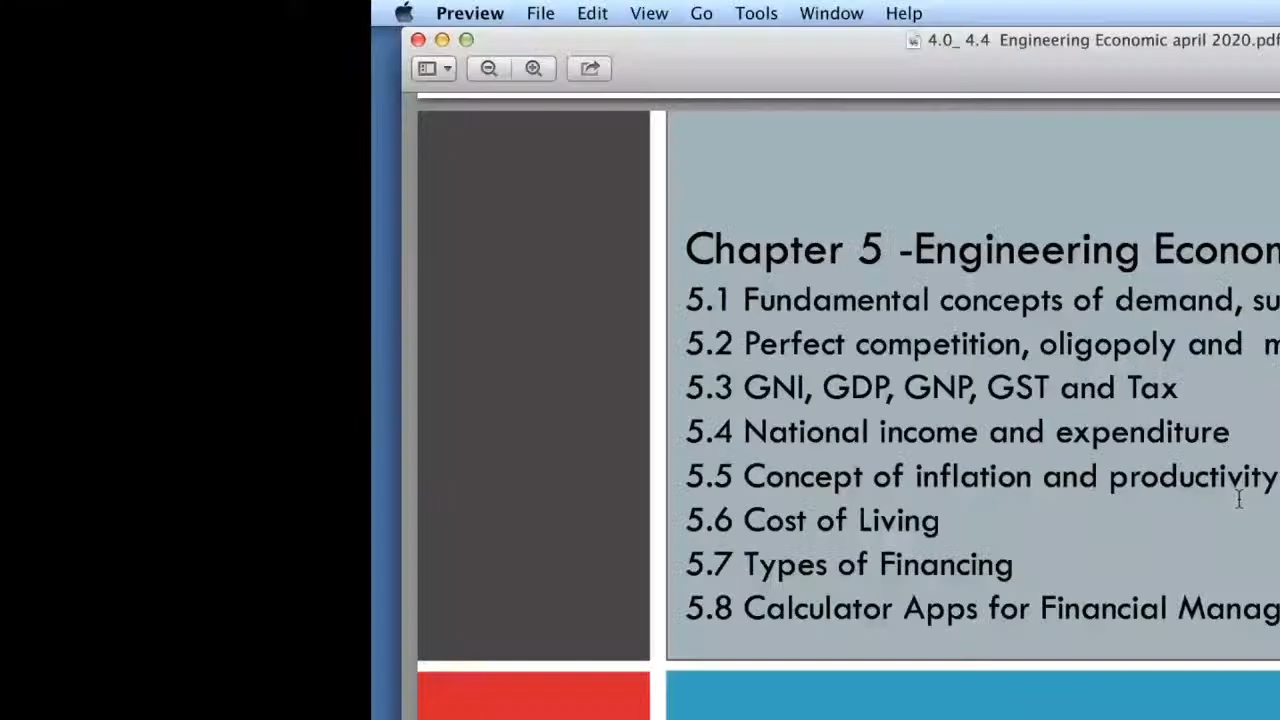 Preview File Edit View Go Tools Window Help
4.0_ 4.4 Engineering Economic april 2020.pdf
Chapter 5 -Engineering
5.1 Fundamental concepts of demand,
5.2 Perfect competition, oligopoly and
5.3 GNI, GDP, GNP, GST and Tax
5.4 National income and expenditure
5.5 Concept of inflation and productivity
5.6 Cost of Living
5.7 Types of Financing
5.8 Calculator Apps for Financial